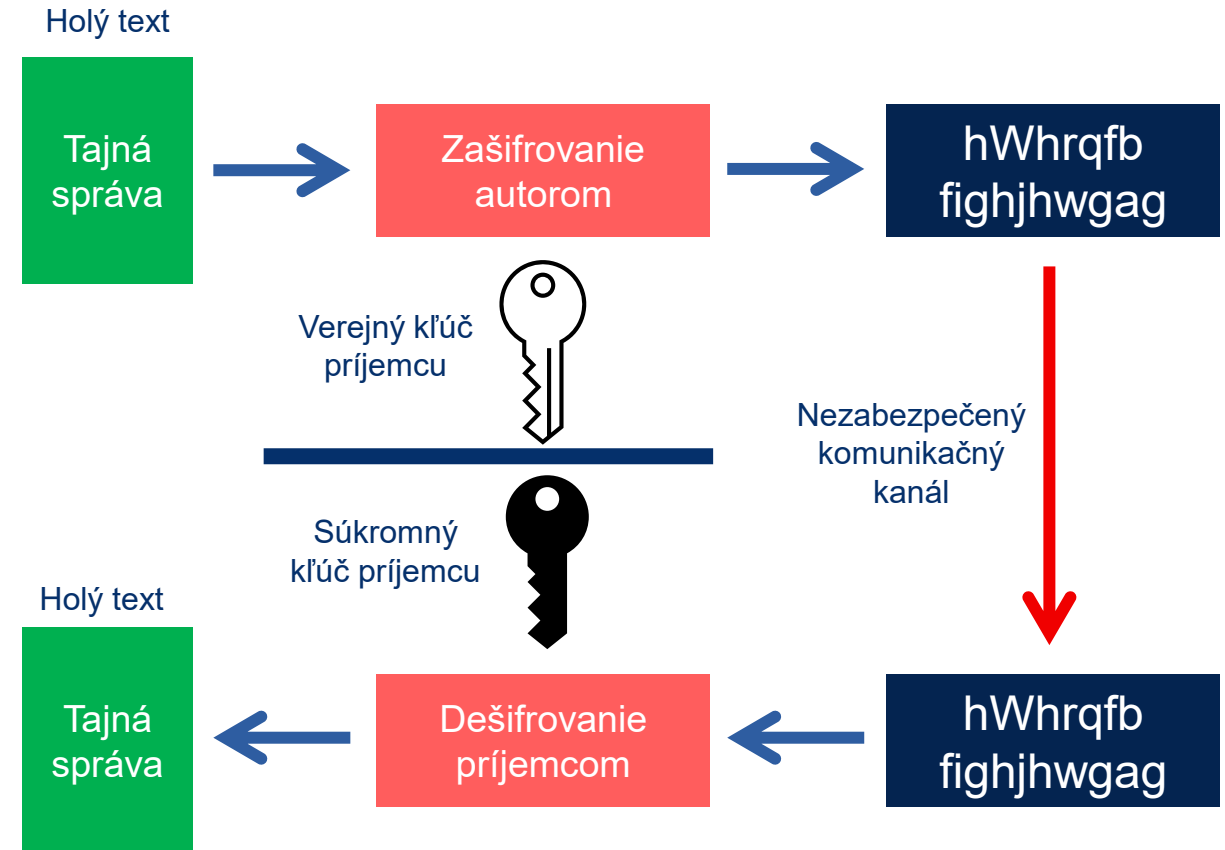 Holý text
Tajná
správa
Zašifrovanie
autorom
hWhrqfb
fighjhwgag
Verejný kľúč
príjemcu
Nezabezpečený
komunikačný
kanál
Súkromný
kľúč príjemcu
Holý text
Tajná
správa
Dešifrovanie
príjemcom
hWhrqfb
fighjhwgag